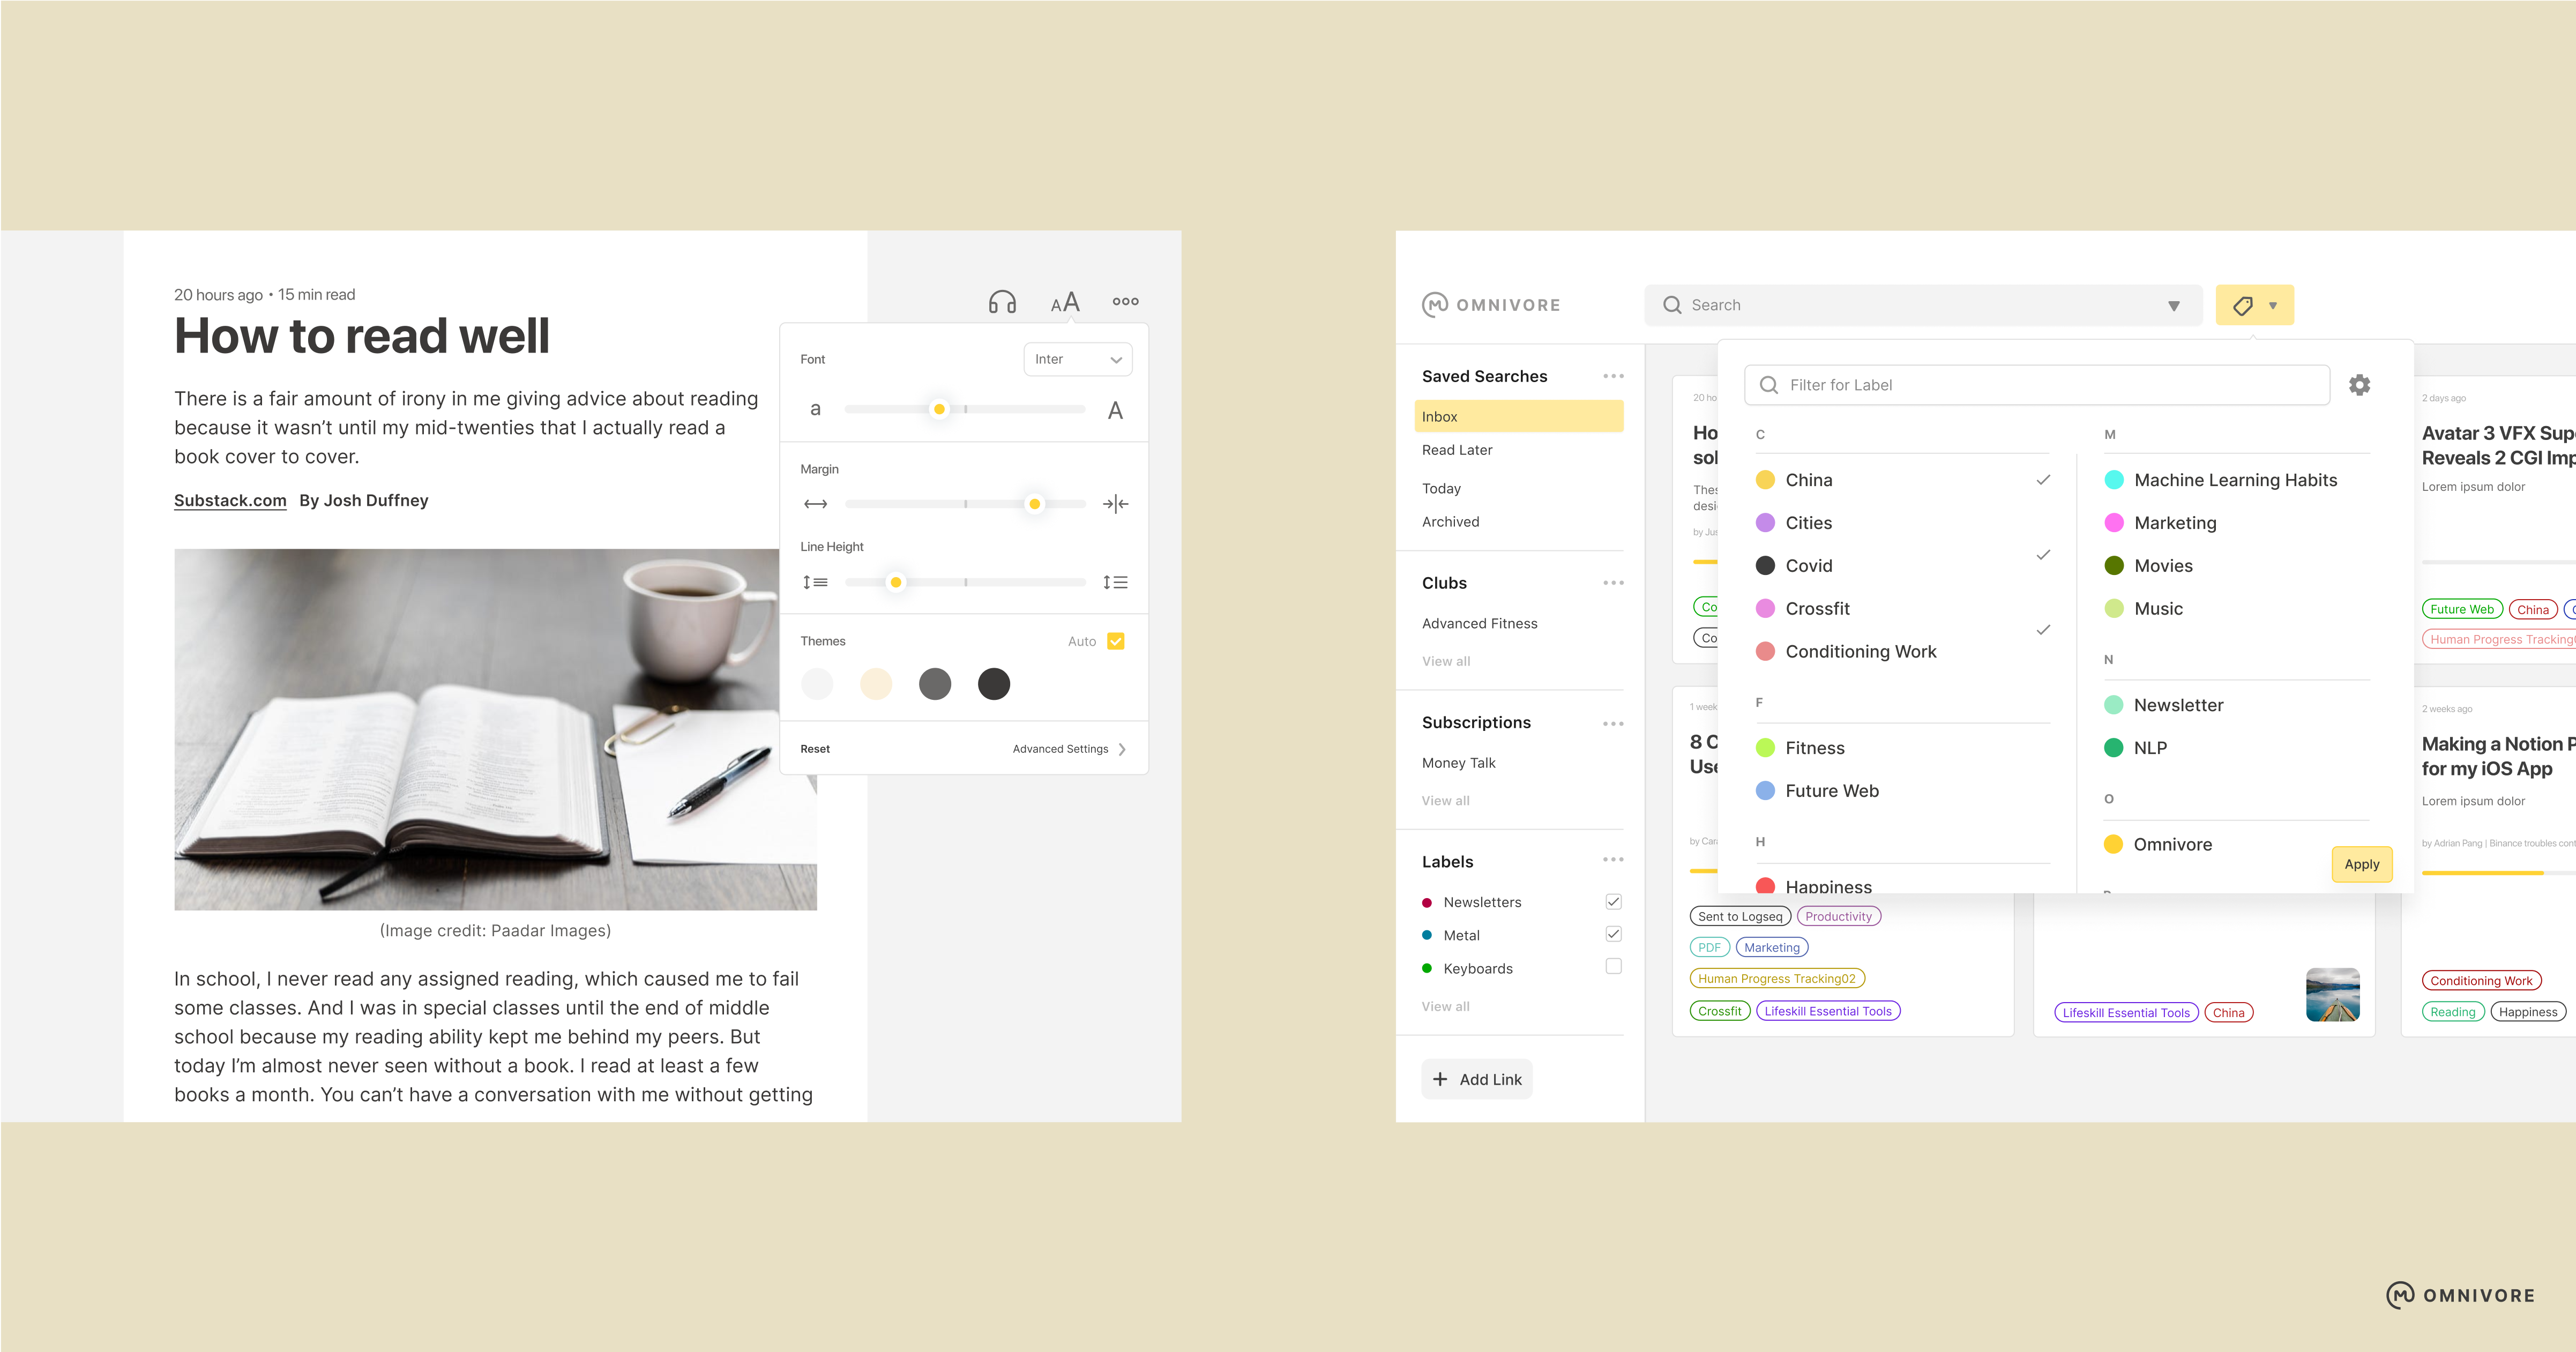 20 hours ago • 15 min read
How to read well
There is a fair amount of irony in me giving advice about reading
because it wasn’t until my mid-twenties that I actually read a
book cover to cover.
Substack.com By Josh Duffney
(Image credit: Paadar Images)
In school, I never read any assigned reading, which caused me to fail
some classes. And I was in special classes until the end of middle
school because my reading ability kept me behind my peers. But
today I’m almost never seen without a book. I read at least a few
books a month. You can’t have a conversation with me without getting
AA
Font
Inter
a A
Margin
Line Height
Themes
Auto
Reset
Advanced Settings
OMNIVORE
Search
Saved Searches
Inbox
Read Later
Today
Archived
Clubs
Advanced Fitness
View all
Subscriptions
Money Talk
View all
Labels
Newsletters
Metal
Keyboards
View all
Add Link
Filter for Label
C
China
Cities
Covid
Crossfit
Conditioning Work
F
Fitness
Future Web
H
Happiness
M
Machine Learning Habits
Marketing
Movies
Music
N
Newsletter
NLP
O
Omnivore
Apply
20 ho
Ho
sol
Thes
desi
by Jus
Co
Co
1 week
8 C
Use
by Car
Sent to Logseq Productivity
PDF Marketing
Human Progress Tracking02
Crossfit Lifeskill Essential Tools
Lifeskill Essential Tools China
2 days ago
Avatar 3 VFX Sup
Reveals 2 CGI Imp
Lorem ipsum dolor
Future Web China
Human Progress Tracking
2 weeks ago
Making a Notion P
for my iOS App
Lorem ipsum dolor
by Adrian Pang | Binance troubles cont
Conditioning Work
Reading Happiness
OMNIVORE